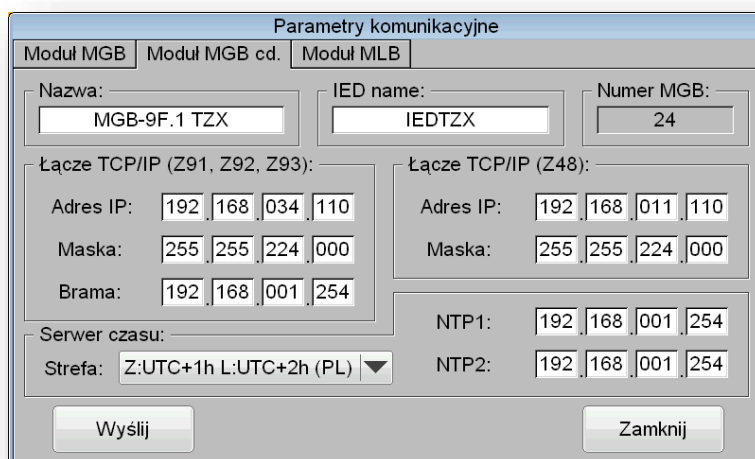 Parametry komunikacyjne
Moduł MGB Moduł MGB cd. Moduł MLB
Nazwa: IED name: Numer MGB:
MGB-9F.1 TZX IEDTZX 24
Łącze TCP/IP (Z91, Z92, Z93): Łącze TCP/IP (Z48):
Adres IP: 192.168.034.110 Adres IP: 192.168.011.110
Maska: 255.255.224.000 Maska: 255.255.224.000
Brama: 192.168.001.254
NTP1: 192.168.001.254
Serwer czasu:
Strefa: Z:UTC+1h L:UTC+2h (PL) NTP2: 192.168.001.254
Wyślij Zamknij